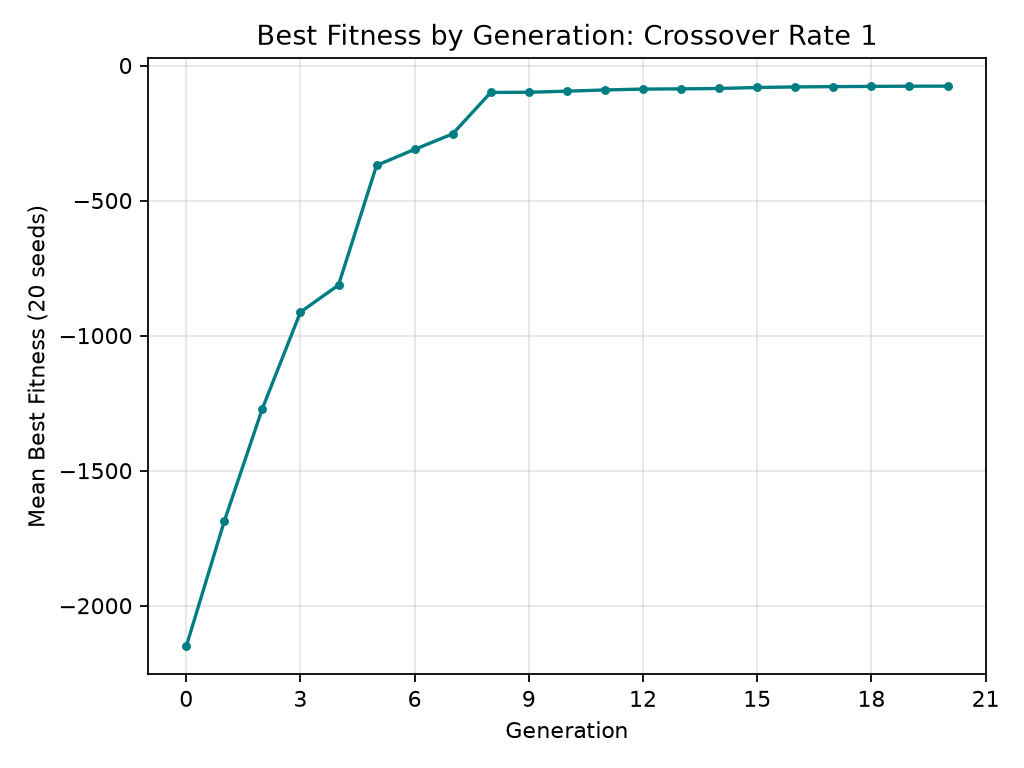 Best Fitness by Generation: Crossover Rate 1
0
−500
−1000
−1500
−2000
Mean Best Fitness (20 seeds)
0 3 6 9 12 15 18 21
Generation